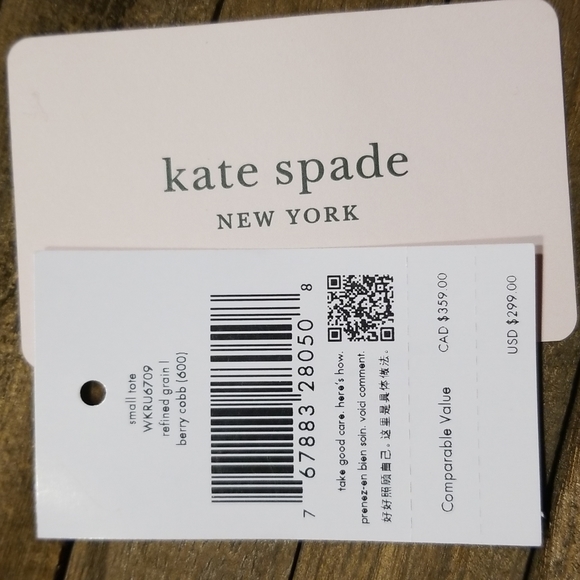 kate spade
NEW YORK
small tote
WKRU6709
refined grain l
berry cobb (600)
7 67883 28050 8
take good care. here's how.
prenez-en bien soin. voici comment.
好好照顾自己。这里是具体做法。
Comparable Value CAD $359.00
USD $299.00